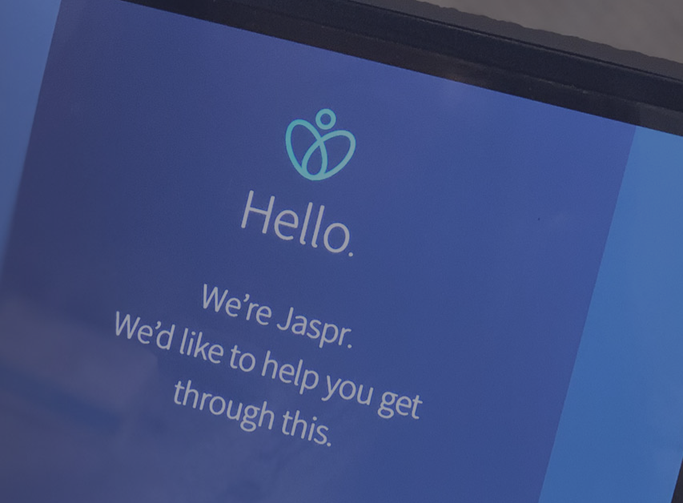 Hello.
We're Jaspr.
We'd like to help you get
through this.